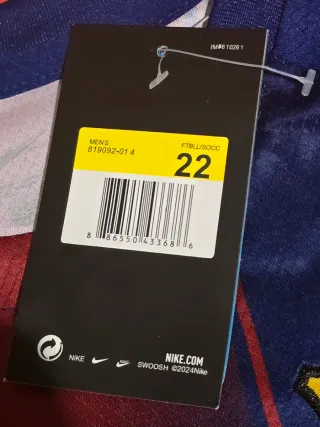 IM#610261
MENS
819092-014
FTBLL/SOCC
22
8 86550 43368 6
NIKE
SWOOSH ©2024Nike
NIKE.COM